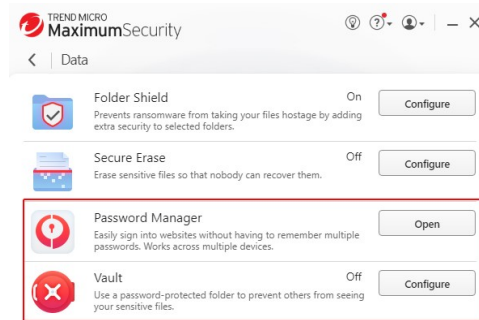 TREND MICRO
MaximumSecurity
Data
Folder Shield
On
Configure
Prevents ransomware from taking your files hostage by adding
extra security to selected folders.
Secure Erase
Off
Configure
Erase sensitive files so that nobody can recover them.
Password Manager
Open
Easily sign into websites without having to remember multiple
passwords. Works across multiple devices.
Vault
Off
Configure
Use a password-protected folder to prevent others from seeing
your sensitive files.